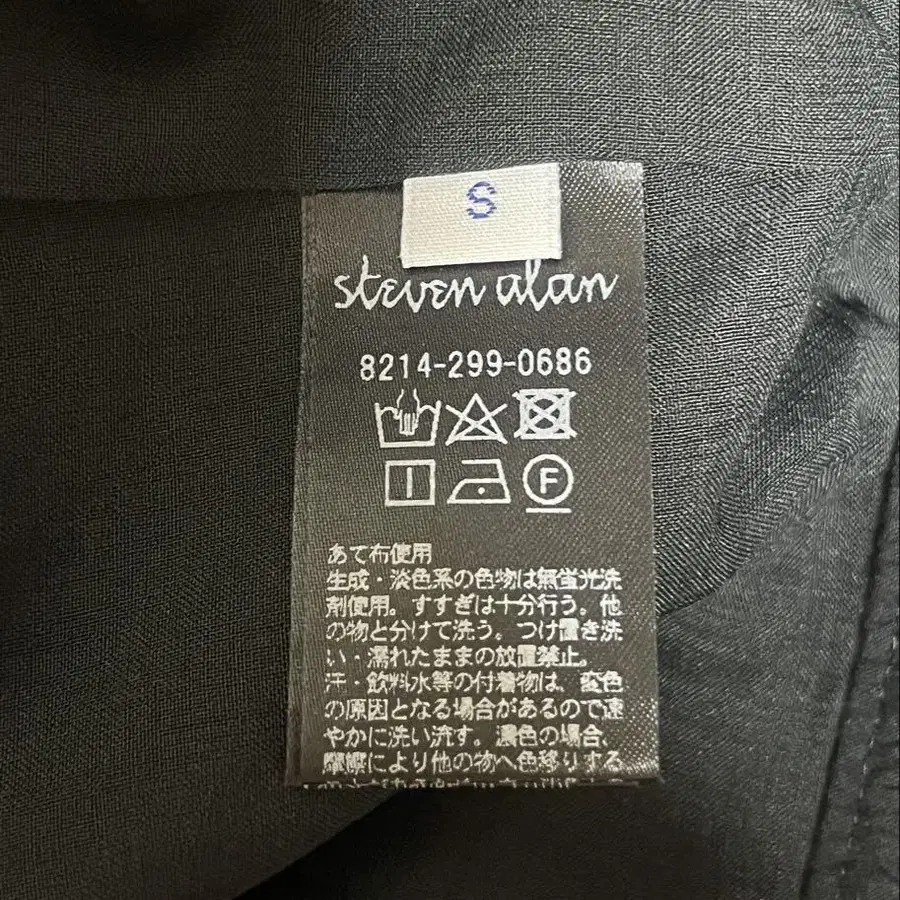 S
steven alan
8214-299-0686
F
あて布使用
生成・淡色系の色物は無蛍光洗
剤使用。すすぎは十分行う。他
の物と分けて洗う。つけ置き洗
い・濡れたままの放置禁止。
汗・飲料水等の付着物は、変色
の原因となる場合があるので速
やかに洗い流す。濃色の場合、
摩擦により他の物へ色移りする